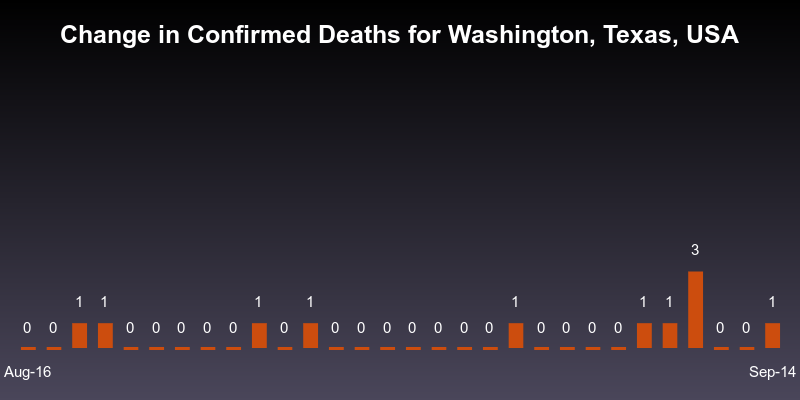 Change in Confirmed Deaths for Washington, Texas, USA
3
1 1 1 1 1 1 1 1
0 0 0 0 0 0 0 0 0 0 0 0 0 0 0 0 0 0 0 0 0
Aug-16 Sep-14